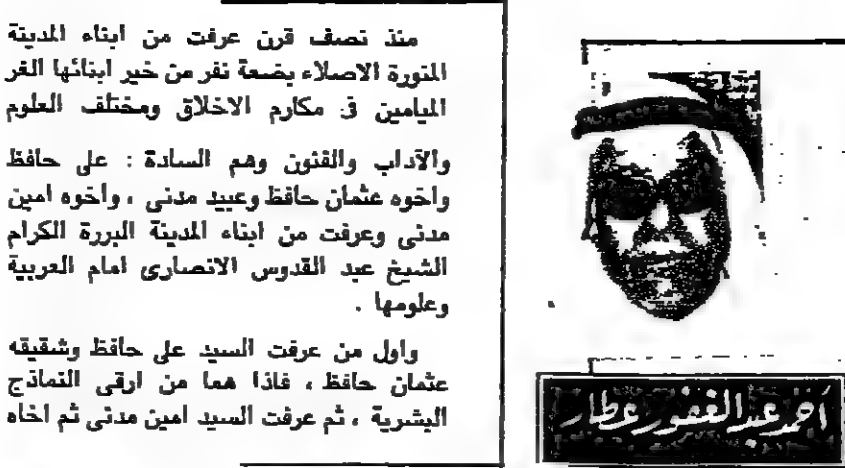 منذ نصف قرن عرفت من ابناء المدينة
المنورة الاصلاء بضعة نفر من خير ابنائها الغر
الميامين في مكارم الاخلاق ومختلف العلوم
والآداب والفنون وهم السادة : على حافظ
واخوه عثمان حافظ وعبيد مدنى ، واخوه امين
مدنى وعرفت من ابناء المدينة البررة الكرام
الشيخ عبد القدوس الانصارى امام العربية
وعلومها .
واول من عرفت السيد على حافظ وشقيقه
عثمان حافظ ، فاذا هما من ارقى النماذج
البشرية ، ثم عرفت السيد امين مدنى ثم اخاه
أحمد عبد الغفور عطار